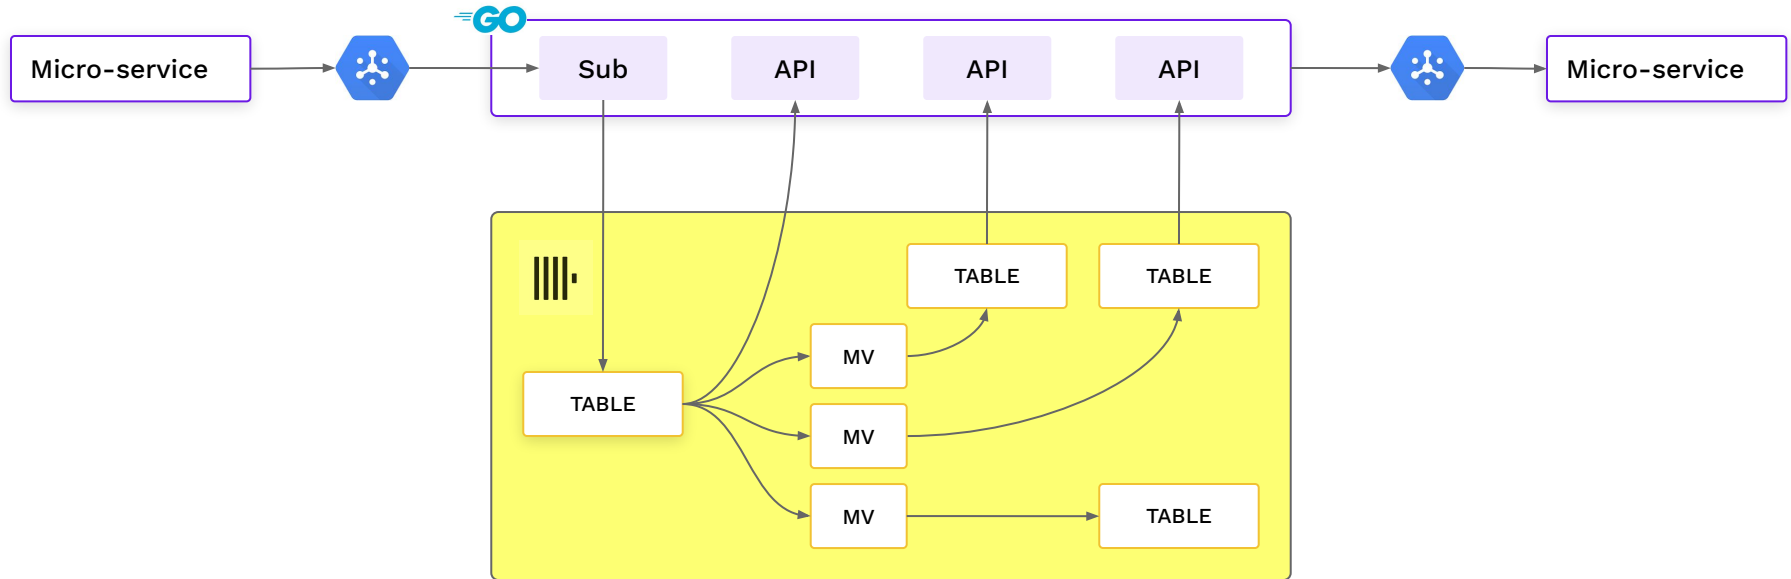 GO
Micro-service
Sub
API
API
API
Micro-service
TABLE
TABLE
MV
TABLE
MV
MV
TABLE